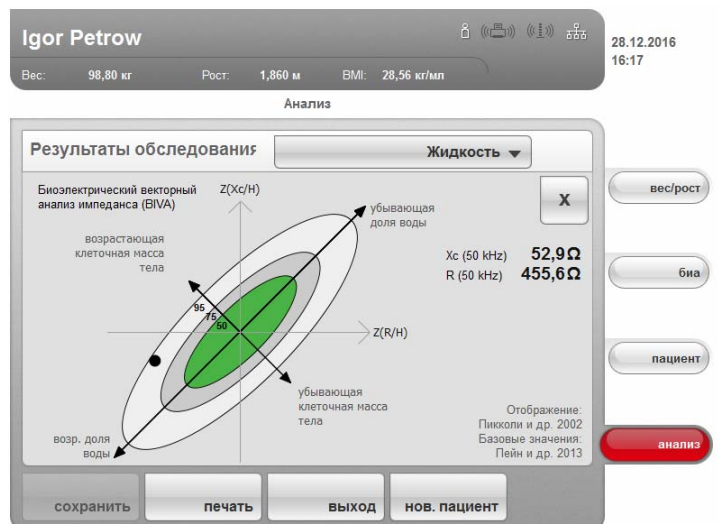 Igor Petrow
28.12.2016
16:17
Вес: 98,80 кг Рост: 1,860 м BMI: 28,56 кг/мл
Анализ
Результаты обследования
Жидкость
Биоэлектрический векторный
анализ импеданса (BIVA)
Z(Xc/H)
X
убывающая
доля воды
возрастающая
клеточная масса
тела
Xc (50 kHz) 52,9Ω
R (50 kHz) 455,6Ω
95
75
50
Z(R/H)
убывающая
клеточная масса
тела
возр. доля
воды
Отображение:
Пикколи и др. 2002
Базовые значения:
Пейн и др. 2013
вес/рост
биа
пациент
анализ
сохранить
печать
выход
нов. пациент